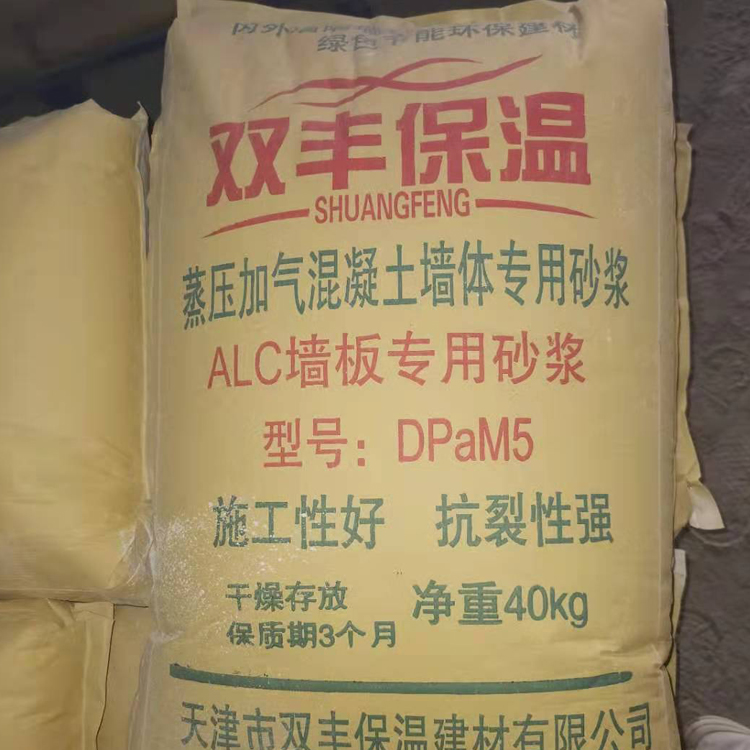 绿色节能环保建材
双丰保温
SHUANGFENG
蒸压加气混凝土墙体专用砂浆
ALC墙板专用砂浆
型号：DPaM5
施工性好 抗裂性强
干燥存放 净重40kg
保质期3个月
天津市双丰保温建材有限公司